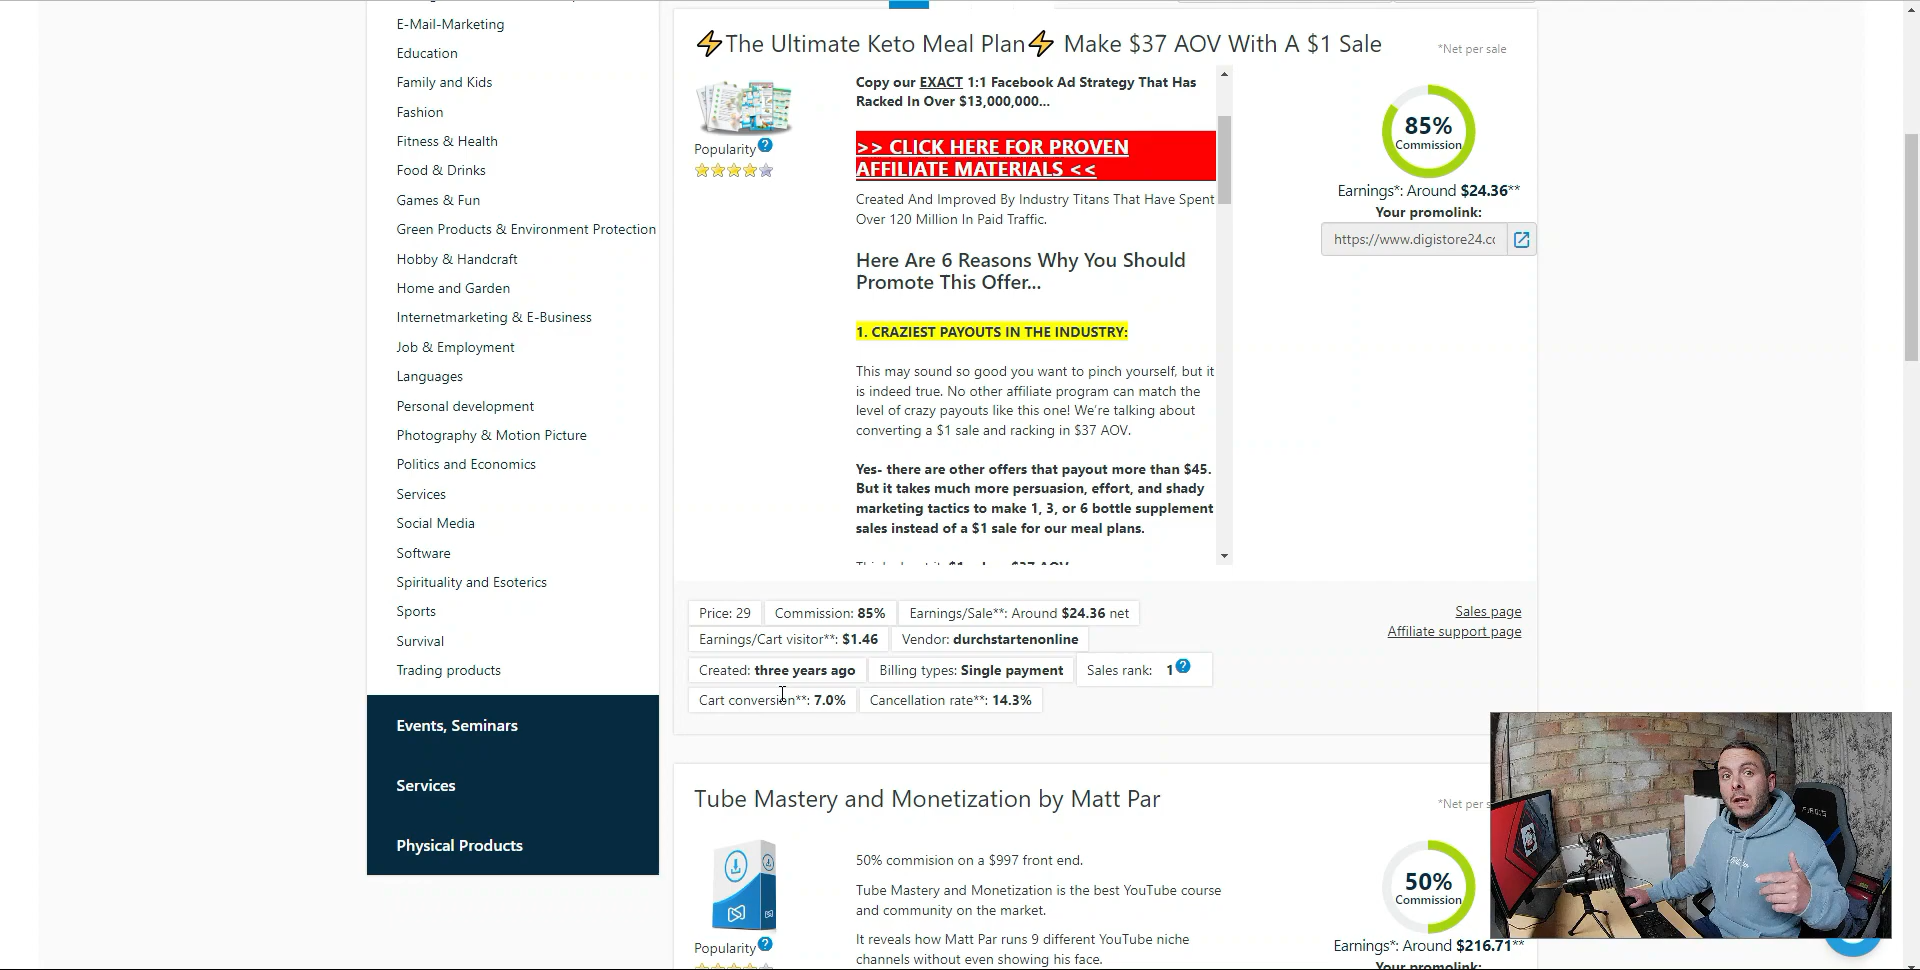 E-Mail-Marketing
Education
Family and Kids
Fashion
Fitness & Health
Food & Drinks
Games & Fun
Green Products & Environment Protection
Hobby & Handcraft
Home and Garden
Internetmarketing & E-Business
Job & Employment
Languages
Personal development
Photography & Motion Picture
Politics and Economics
Services
Social Media
Software
Spirituality and Esoterics
Sports
Survival
Trading products
Events, Seminars
Services
Physical Products
⚡The Ultimate Keto Meal Plan⚡ Make $37 AOV With A $1 Sale
*Net per sale
Popularity?
Copy our EXACT 1:1 Facebook Ad Strategy That Has
Racked In Over $13,000,000...
>> CLICK HERE FOR PROVEN
AFFILIATE MATERIALS <<
Created And Improved By Industry Titans That Have Spent
Over 120 Million In Paid Traffic.
Here Are 6 Reasons Why You Should
Promote This Offer...
1. CRAZIEST PAYOUTS IN THE INDUSTRY:
This may sound so good you want to pinch yourself, but it
is indeed true. No other affiliate program can match the
level of crazy payouts like this one! We're talking about
converting a $1 sale and racking in $37 AOV.
Yes- there are other offers that payout more than $45.
But it takes much more persuasion, effort, and shady
marketing tactics to make 1, 3, or 6 bottle supplement
sales instead of a $1 sale for our meal plans.
85%
Commission
Earnings*: Around $24.36**
Your promolink:
https://www.digistore24.cc
Price: 29
Commission: 85%
Earnings/Sale**: Around $24.36 net
Earnings/Cart visitor**: $1.46
Vendor: durchstartenonline
Created: three years ago
Billing types: Single payment
Sales rank: 1?
Cart conversion**: 7.0%
Cancellation rate**: 14.3%
Sales page
Affiliate support page
Tube Mastery and Monetization by Matt Par
*Net per s
Popularity?
50% commision on a $997 front end.
Tube Mastery and Monetization is the best YouTube course
and community on the market.
It reveals how Matt Par runs 9 different YouTube niche
channels without even showing his face.
50%
Commission
Earnings*: Around $216.71**
Your promolink: